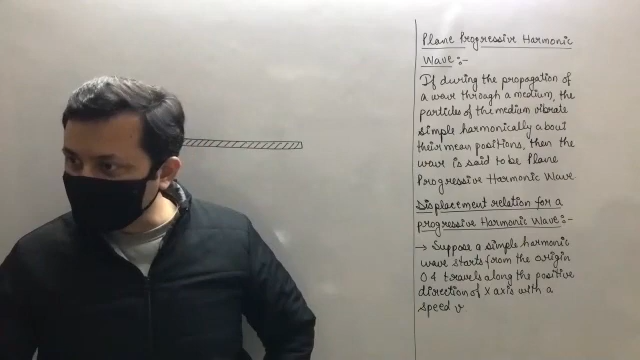 Plane Progressive Harmonic
Wave :-
If during the propagation of
a wave through a medium, the
particles of the medium vibrate
simple harmonically about
their mean positions, then the
wave is said to be Plane
Progressive Harmonic Wave.
Displacement relation for a
progressive Harmonic Wave :-
→ Suppose a simple harmonic
wave starts from the origin
O & travels along the positive
direction of X axis with a
speed v